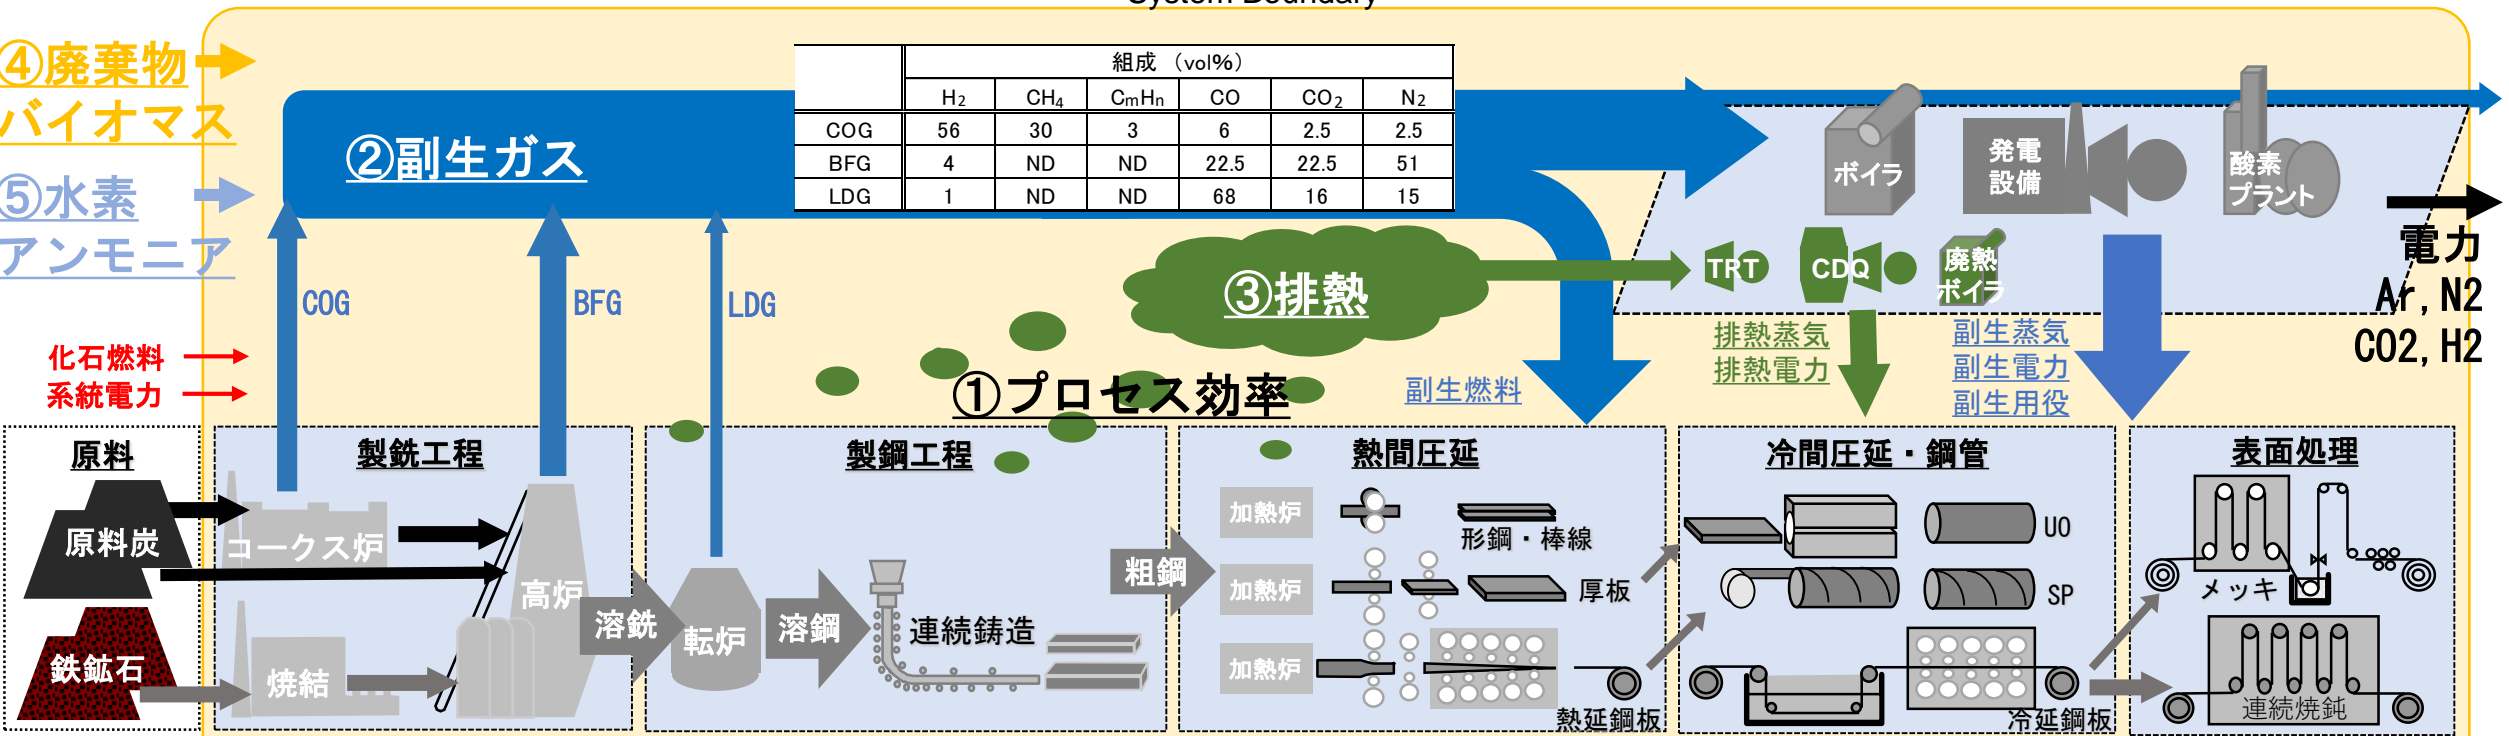 System Boundary
④廃棄物
バイオマス
⑤水素
アンモニア
②副生ガス
組成 （vol%）
H2 CH4 CmHn CO CO2 N2
COG 56 30 3 6 2.5 2.5
BFG 4 ND ND 22.5 22.5 51
LDG 1 ND ND 68 16 15
ボイラ
発電
設備
酸素
プラント
TRT
CDQ
廃熱
ボイラ
③排熱
電力
Ar,N2
CO2,H2
COG
BFG
LDG
化石燃料
系統電力
①プロセス効率
副生燃料
排熱蒸気
排熱電力
副生蒸気
副生電力
副生用役
原料
原料炭
鉄鉱石
製銑工程
コークス炉
高炉
焼結
溶銑
製鋼工程
転炉
溶鋼
連続鋳造
粗鋼
熱間圧延
加熱炉
形鋼・棒線
加熱炉
厚板
加熱炉
熱延鋼板
冷間圧延・鋼管
UO
SP
冷延鋼板
表面処理
メッキ
連続焼鈍